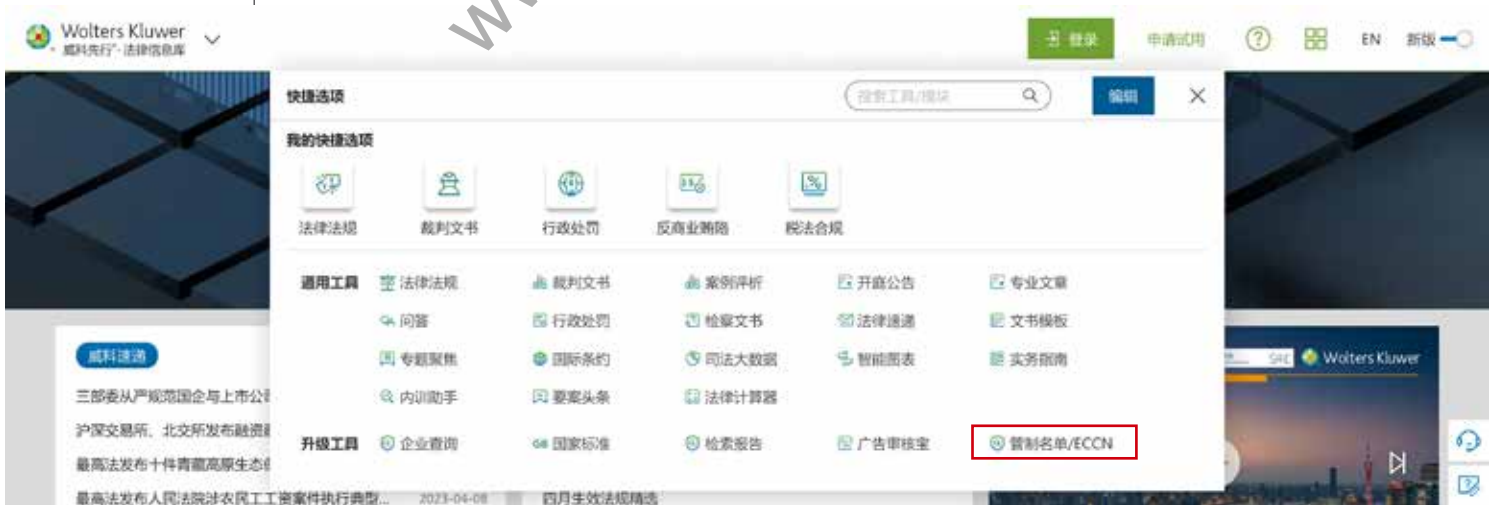 Wolters Kluwer
威科先行·法律信息库
登录
申请试用
EN
新版
快捷选项
搜索工具/模块
编辑
我的快捷选项
法律法规 裁判文书 行政处罚 反商业贿赂 税法合规
通用工具 法律法规 裁判文书 案例评析 开庭公告 专业文章
问答 行政处罚 检察文书 法律速递 文书模板
专题聚焦 国际条约 司法大数据 智能图表 实务指南
内训助手 要案头条 法律计算器
升级工具 企业查询 国家标准 检索报告 广告审核宝 管制名单/ECCN
威科速递
三部委从严规范国企与上市公
沪深交易所、北交所发布融资
最高法发布十件青藏高原生态
最高法发布人民法院涉农民工工资案件执行典型... 2023-04-08
四月生效法规精选
Wolters Kluwer